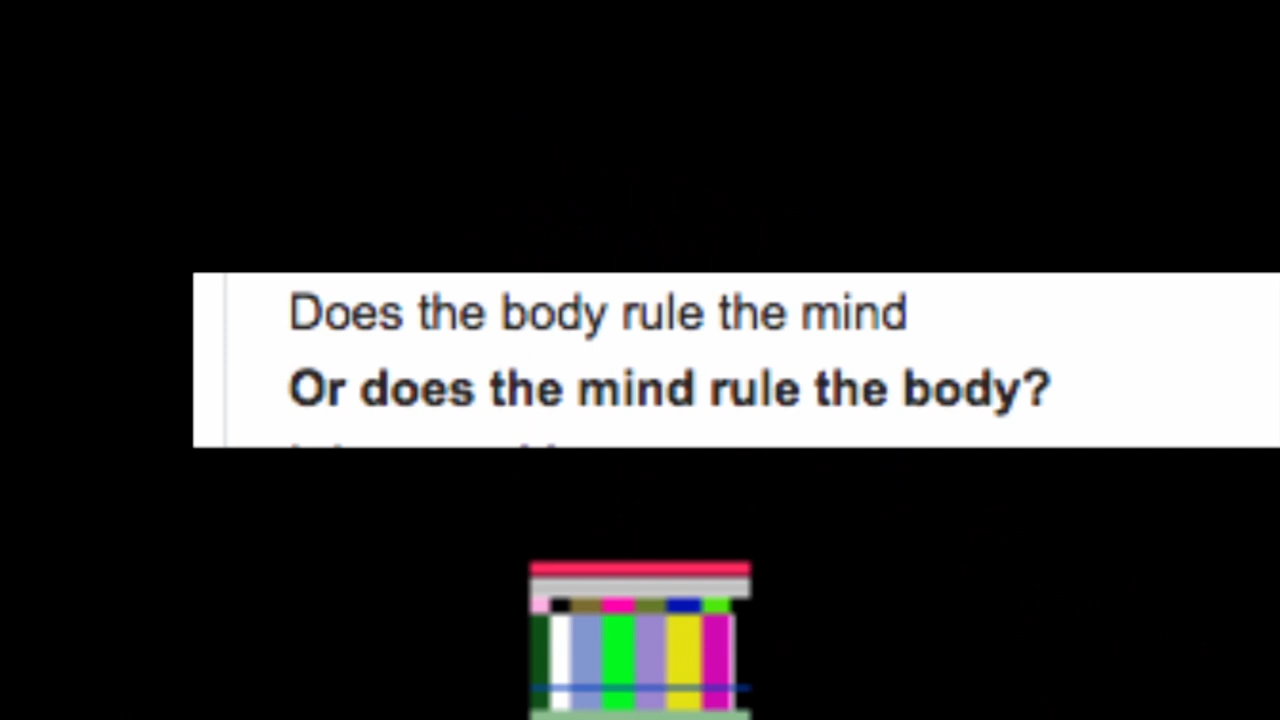 Does the body rule the mind
Or does the mind rule the body?